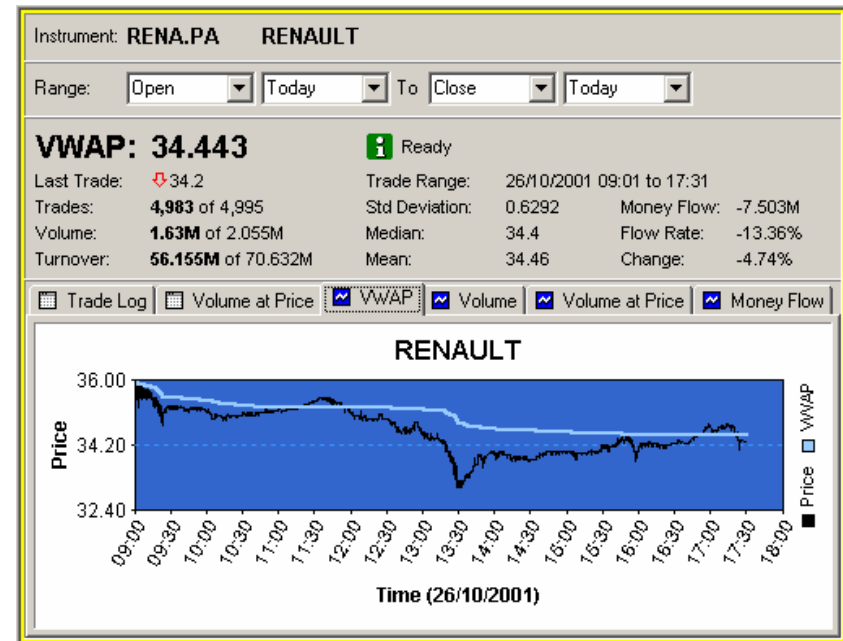 Instrument: RENA.PA RENAULT
Range: Open Today To Close Today
VWAP: 34.443 Ready
Last Trade: 34.2 Trade Range: 26/10/2001 09:01 to 17:31
Trades: 4,983 of 4,995 Std Deviation: 0.6292 Money Flow: -7.503M
Volume: 1.63M of 2.055M Median: 34.4 Flow Rate: -13.36%
Turnover: 56.155M of 70.632M Mean: 34.46 Change: -4.74%
Trade Log Volume at Price VWAP Volume Volume at Price Money Flow
RENAULT
Price
36.00
34.20
32.40
09:00 09:30 10:00 10:30 11:00 11:30 12:00 12:30 13:00 13:30 14:00 14:30 15:00 15:30 16:00 16:30 17:00 17:30 18:00
Time (26/10/2001)
Price VWAP